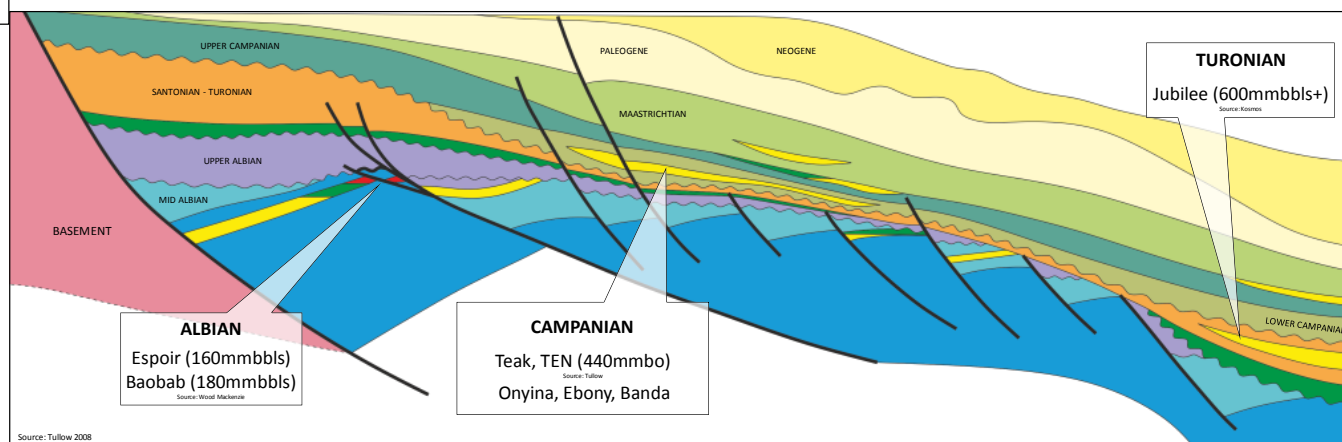 UPPER CAMPANIAN
PALEOGENE
NEOGENE
SANTONIAN - TURONIAN
MAASTRICHTIAN
UPPER ALBIAN
MID ALBIAN
BASEMENT
LOWER CAMPANIAN
TURONIAN
Jubilee (600mmbbls+)
Source: Kosmos
ALBIAN
Espoir (160mmbbls)
Baobab (180mmbbls)
Source: Wood Mackenzie
CAMPANIAN
Teak, TEN (440mmbo)
Source: Tullow
Onyina, Ebony, Banda
Source: Tullow 2008